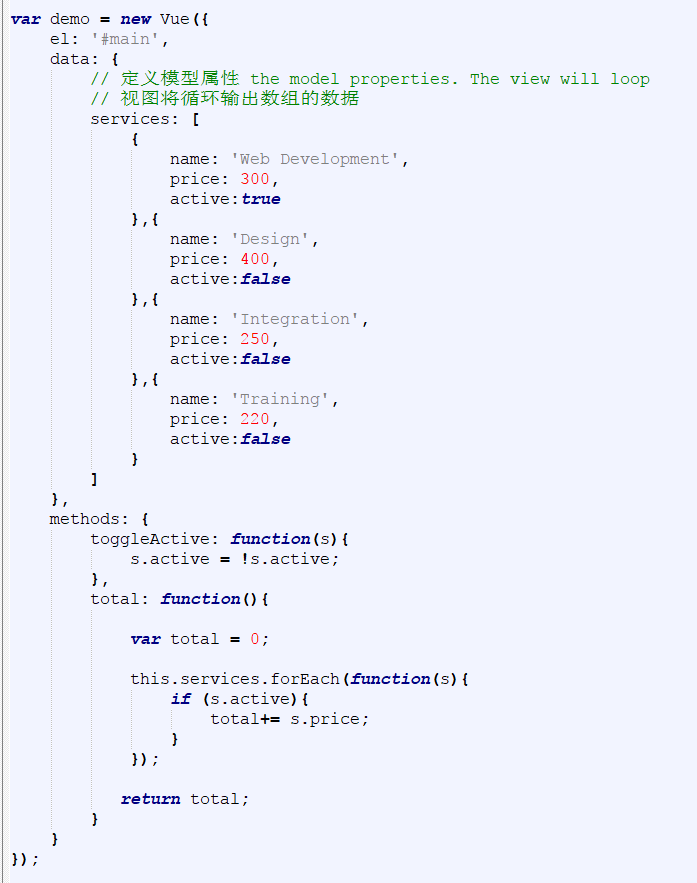 var demo = new Vue({
    el: '#main',
    data: {
        // 定义模型属性 the model properties. The view will loop
        // 视图将循环输出数组的数据
        services: [
            {
                name: 'Web Development',
                price: 300,
                active:true
            },{
                name: 'Design',
                price: 400,
                active:false
            },{
                name: 'Integration',
                price: 250,
                active:false
            },{
                name: 'Training',
                price: 220,
                active:false
            }
        ]
    },
    methods: {
        toggleActive: function(s){
            s.active = !s.active;
        },
        total: function(){

            var total = 0;

            this.services.forEach(function(s){
                if (s.active){
                    total+= s.price;
                }
            });

           return total;
        }
    }
});